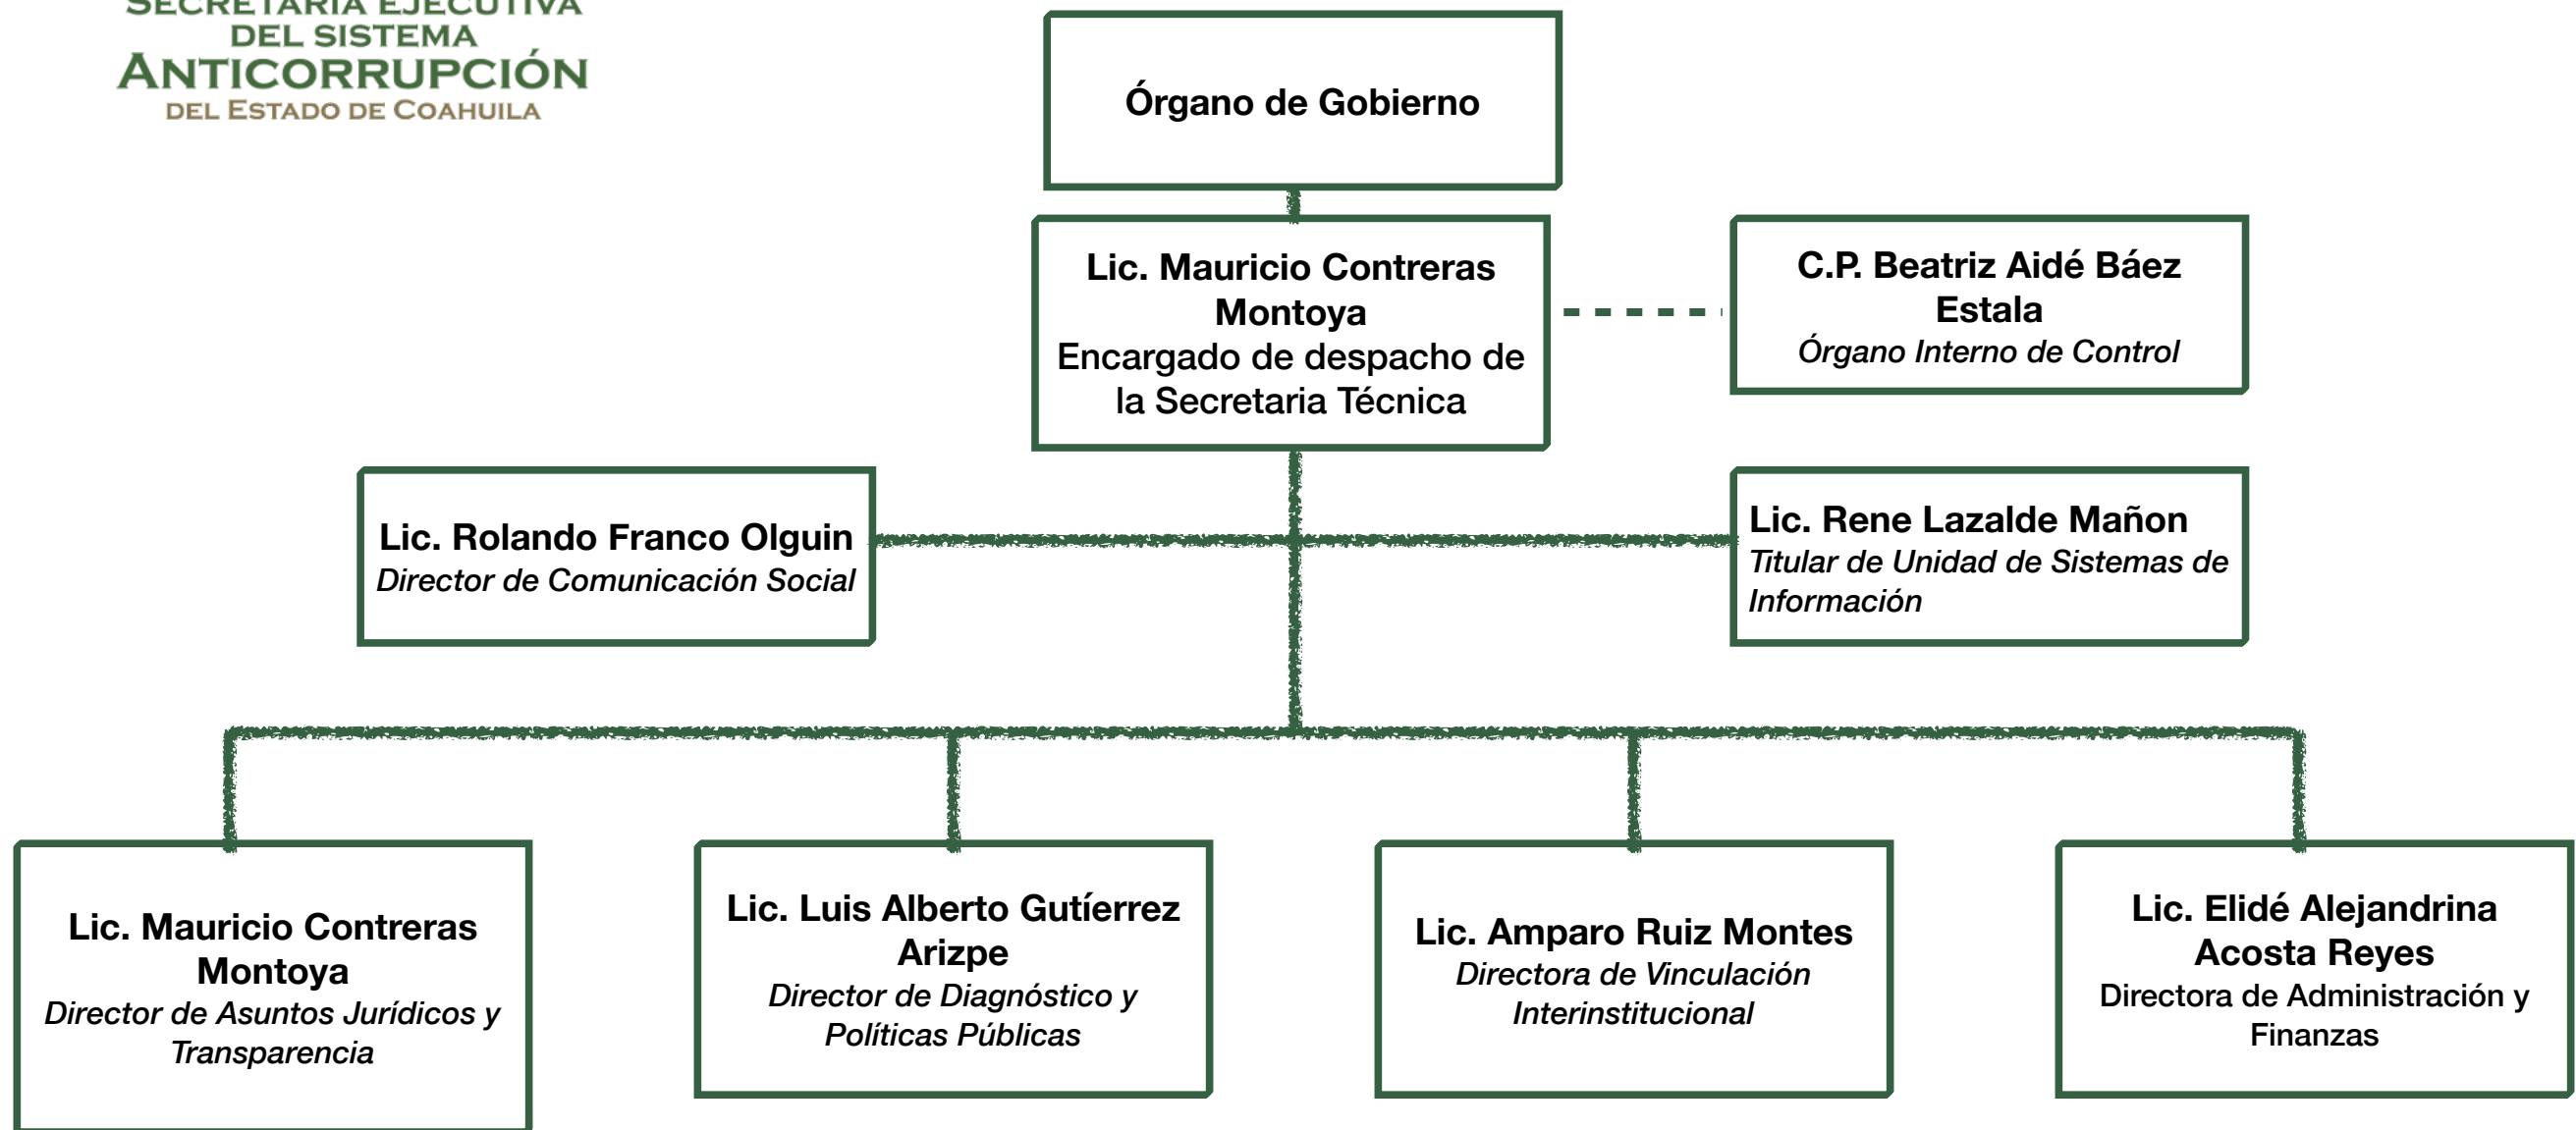 SECRETARÍA EJECUTIVA
DEL SISTEMA
ANTICORRUPCIÓN
DEL ESTADO DE COAHUILA
Órgano de Gobierno
Lic. Mauricio Contreras
Montoya
Encargado de despacho de
la Secretaria Técnica
C.P. Beatriz Aidé Báez
Estala
Órgano Interno de Control
Lic. Rolando Franco Olguin
Director de Comunicación Social
Lic. Rene Lazalde Mañon
Titular de Unidad de Sistemas de
Información
Lic. Mauricio Contreras
Montoya
Director de Asuntos Jurídicos y
Transparencia
Lic. Luis Alberto Gutíerrez
Arizpe
Director de Diagnóstico y
Políticas Públicas
Lic. Amparo Ruiz Montes
Directora de Vinculación
Interinstitucional
Lic. Elidé Alejandrina
Acosta Reyes
Directora de Administración y
Finanzas